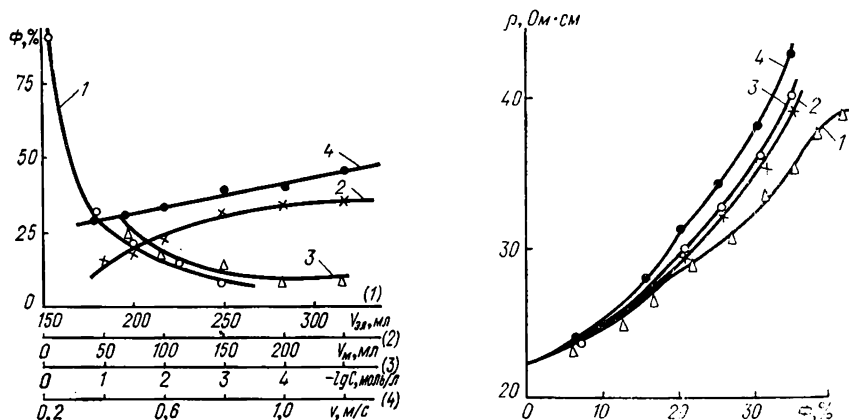 Φ, %
75
50
25
0
1
4
2
3
150 200 250 300 (1)
Vэл, мл
0 50 100 150 200 (2)
Vм, мл
0 1 2 3 4 (3)
-lgC, моль/л
0,2 0,6 1,0 (4)
v, м/с
ρ, Ом·см
40
30
20
4
3
2
1
0 10 20 30 Φ, %